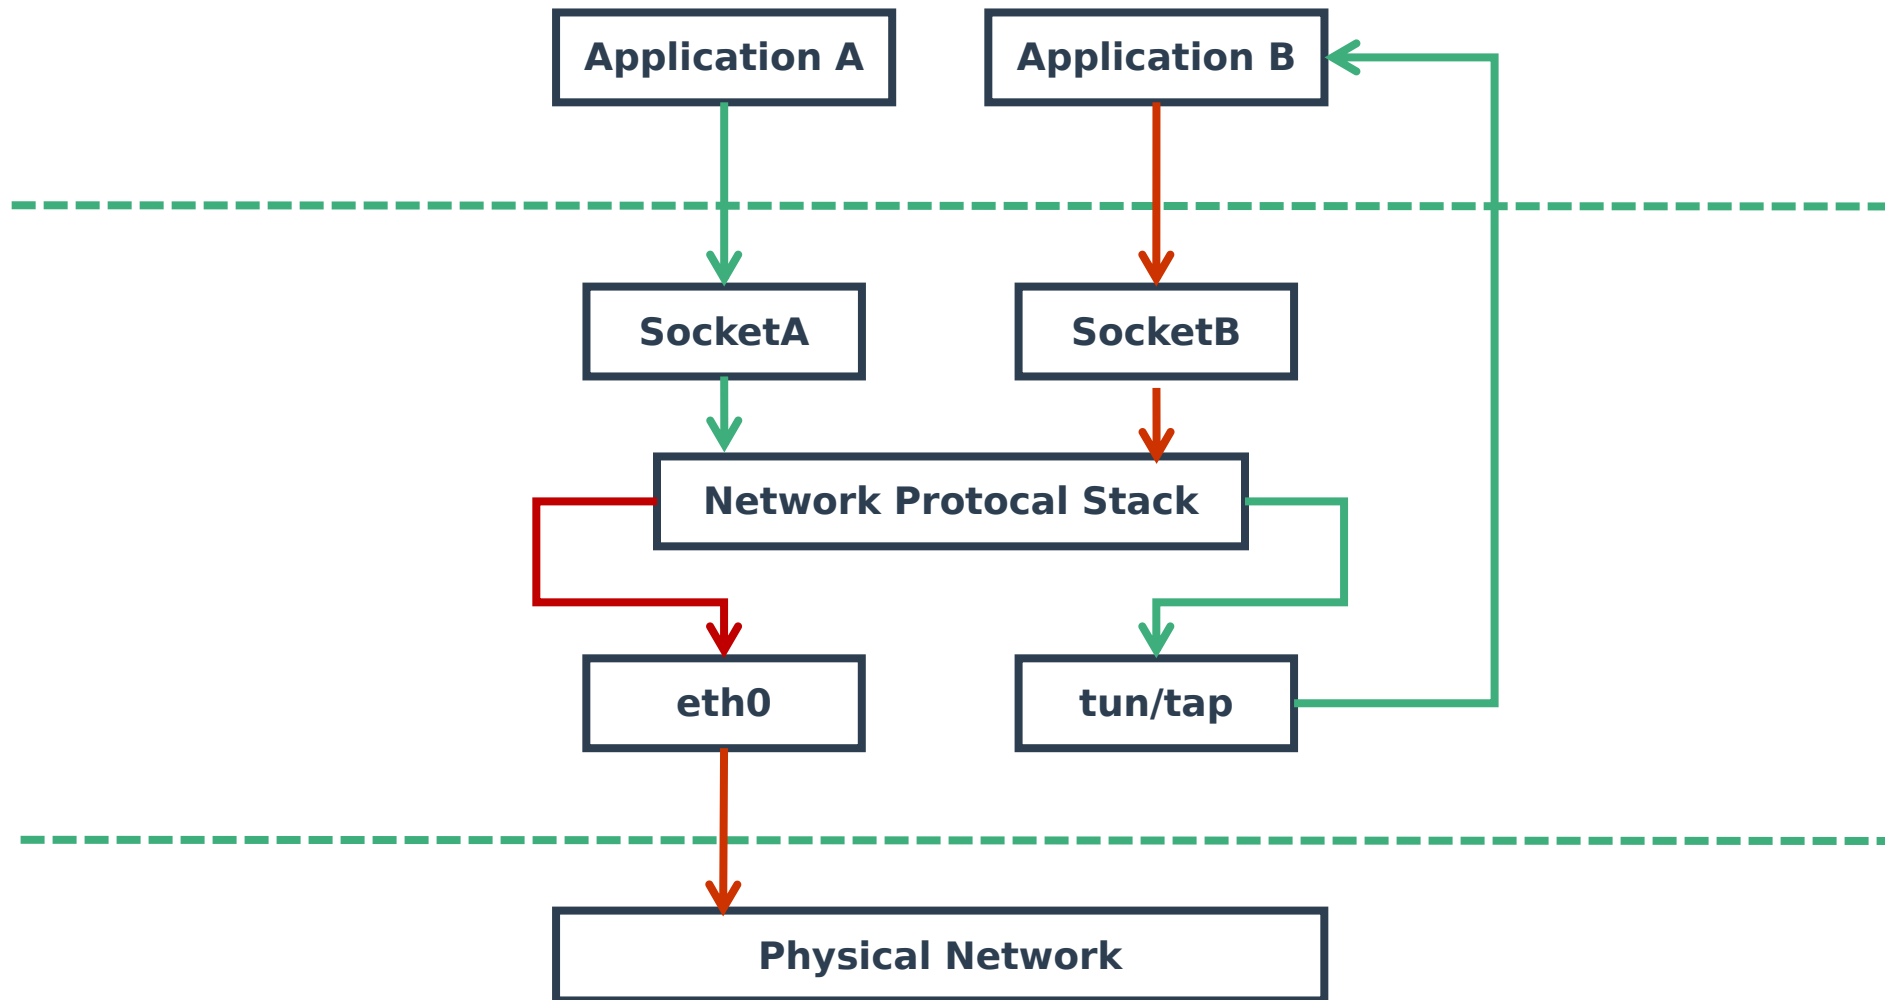 Application A
Application B
SocketA
SocketB
Network Protocal Stack
eth0
tun/tap
Physical Network